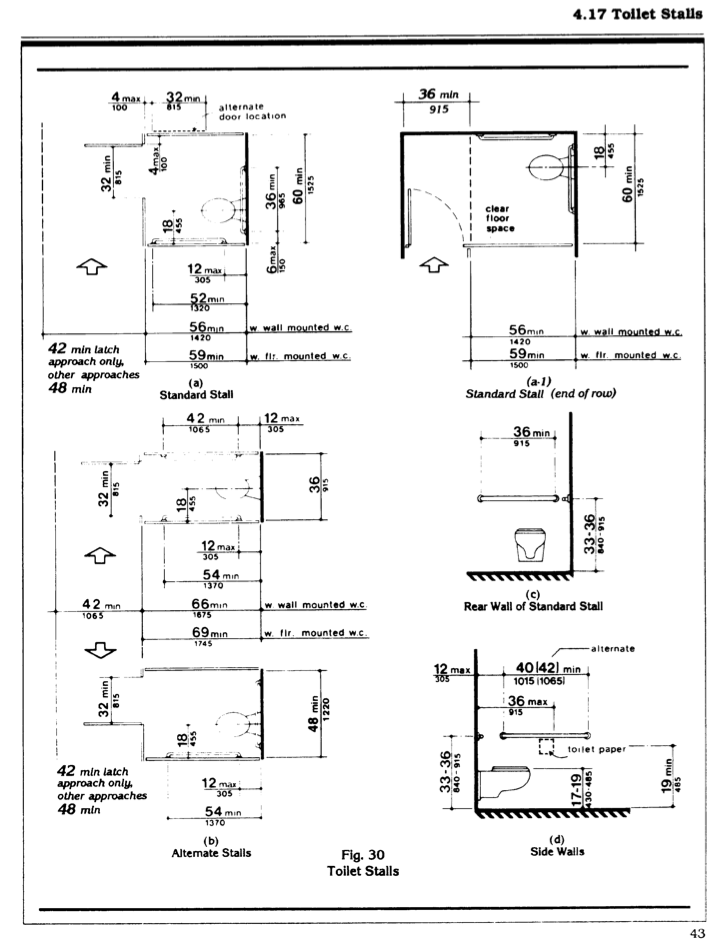 4.17 Toilet Stalls
4 max
100
32 min
815
alternate
door location
32 min
815
4 max
100
18
455
36 min
965
60 min
1525
6 max
150
12 max
305
52 min
1320
56 min
1420
w. wall mounted w.c.
59 min
1500
w. flr. mounted w.c.
42 min latch
approach only,
other approaches
48 min
(a)
Standard Stall
36 min
915
clear
floor
space
18
455
60 min
1525
56 min
1420
w. wall mounted w.c.
59 min
1500
w. flr. mounted w.c.
(a-1)
Standard Stall (end of row)
42 min
1065
12 max
305
32 min
815
18
455
36
915
12 max
305
54 min
1370
42 min
1065
66 min
1675
w. wall mounted w.c.
69 min
1745
w. flr. mounted w.c.
32 min
815
18
455
48 min
1220
42 min latch
approach only,
other approaches
48 min
12 max
305
54 min
1370
(b)
Alternate Stalls
36 min
915
33-36
840-915
(c)
Rear Wall of Standard Stall
alternate
12 max
305
40 (42) min
1015 (1065)
36 max
915
toilet paper
33-36
840-915
17-19
430-485
19 min
485
(d)
Side Walls
Fig. 30
Toilet Stalls
43